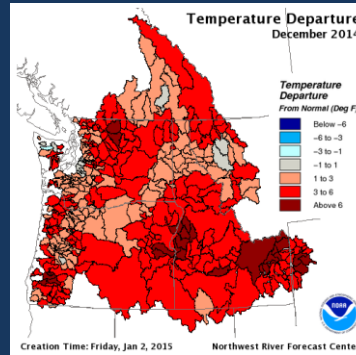 Temperature Departure
December 2014
Temperature
Departure
From Normal (Deg F)
Below -6
-6 to -3
-3 to -1
-1 to 1
1 to 3
3 to 6
Above 6
NOAA
Creation Time: Friday, Jan 2, 2015
Northwest River Forecast Center